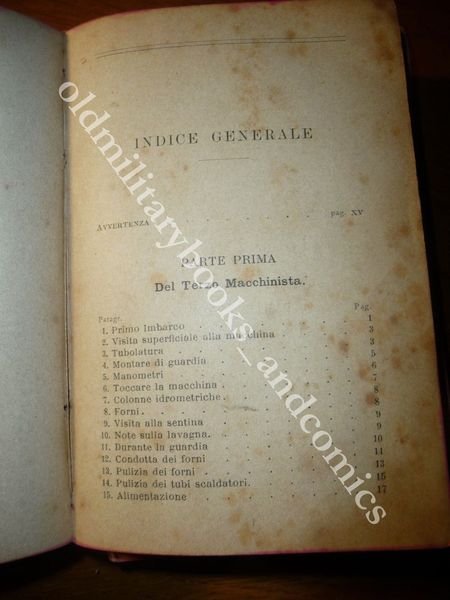 INDICE GENERALE
AVVERTENZA . . . . . . pag. XV
PARTE PRIMA
Del Terzo Macchinista.
Paragr. Pag.
1. Primo Imbarco . . . . . 1
2. Visita superficiale alla macchina . . . 3
3. Tubolatura . . . . . 3
4. Montare di guardia . . . . . 5
5. Manometri . . . . . 6
6. Toccare la macchina . . . . . 7
7. Colonne idrometriche . . . . . 8
8. Forni . . . . . 8
9. Visita alla sentina . . . . . 9
10. Note sulla lavagna . . . . . 9
11. Durante la guardia . . . . . 10
12. Condotta dei forni . . . . . 11
13. Pulizia dei forni . . . . . 13
14. Pulizia dei tubi scaldatori. . . . . 15
15. Alimentazione . . . . . 17
oldmilitarybooks_andcomics